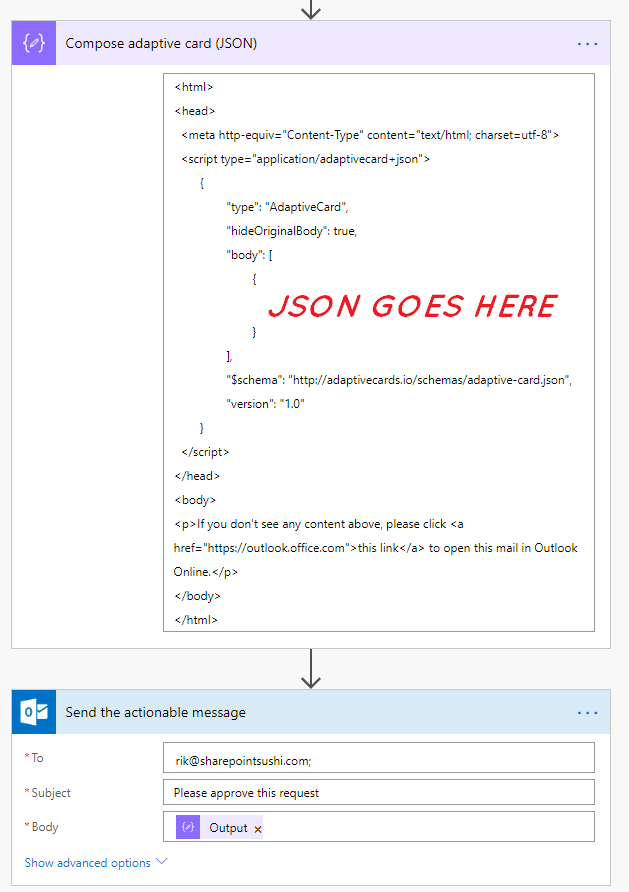 Compose adaptive card (JSON)
<html>
<head>
<meta http-equiv="Content-Type" content="text/html; charset=utf-8">
<script type="application/adaptivecard+json">
{
"type": "AdaptiveCard",
"hideOriginalBody": true,
"body": [
{
JSON GOES HERE
}
],
"$schema": "http://adaptivecards.io/schemas/adaptive-card.json",
"version": "1.0"
}
</script>
</head>
<body>
<p>If you don't see any content above, please click <a
href="https://outlook.office.com">this link</a> to open this mail in Outlook
Online.</p>
</body>
</html>
Send the actionable message
* To
rik@sharepointsushi.com;
* Subject
Please approve this request
* Body
Output ×
Show advanced options